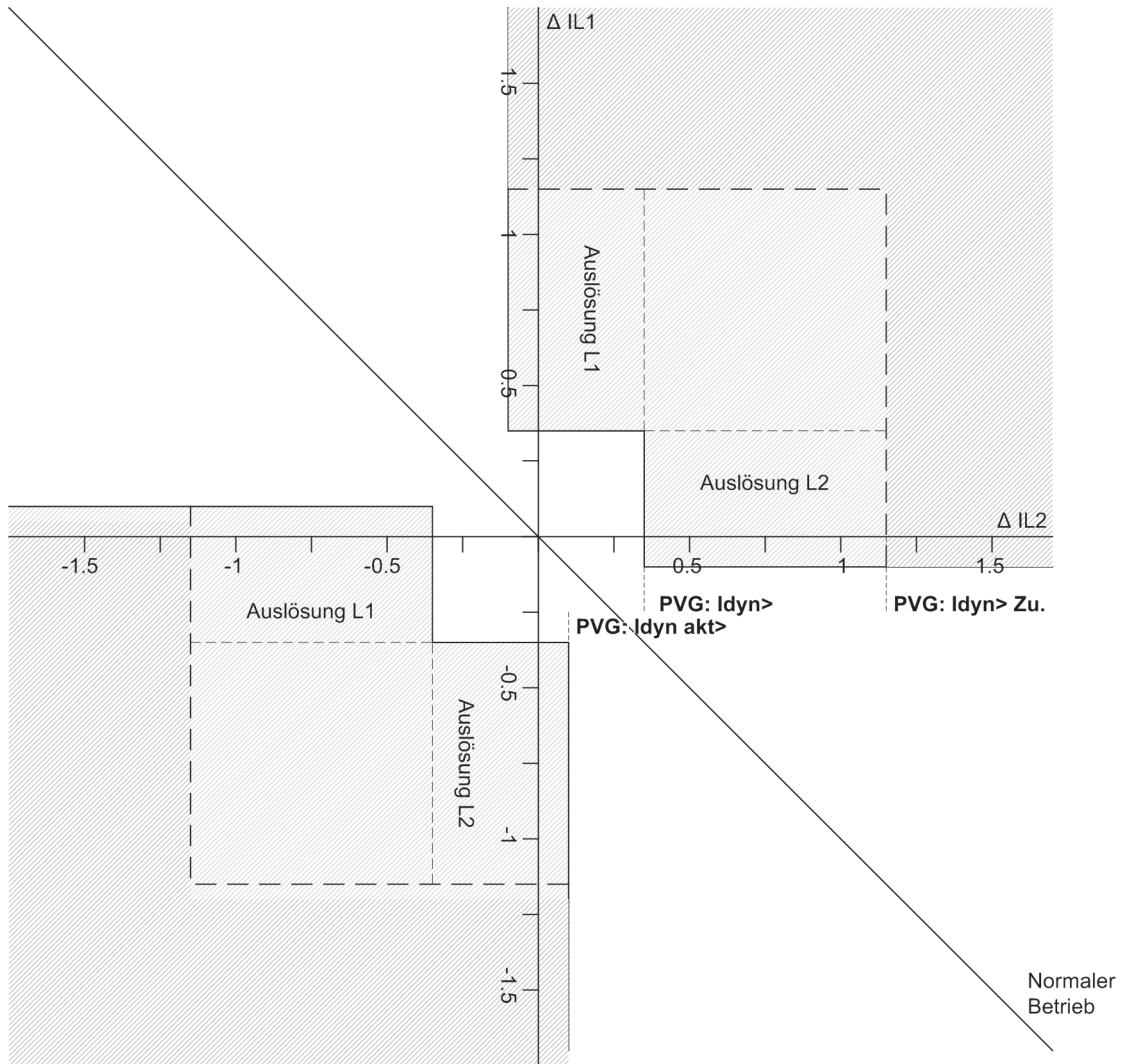 Δ IL1
1.5
1
Auslösung L1
0.5
Auslösung L2
Δ IL2
-1.5
-1
-0.5
0.5
1
1.5
Auslösung L1
PVG: Idyn>
PVG: Idyn> Zu.
PVG: Idyn akt>
-0.5
Auslösung L2
-1
-1.5
Normaler
Betrieb